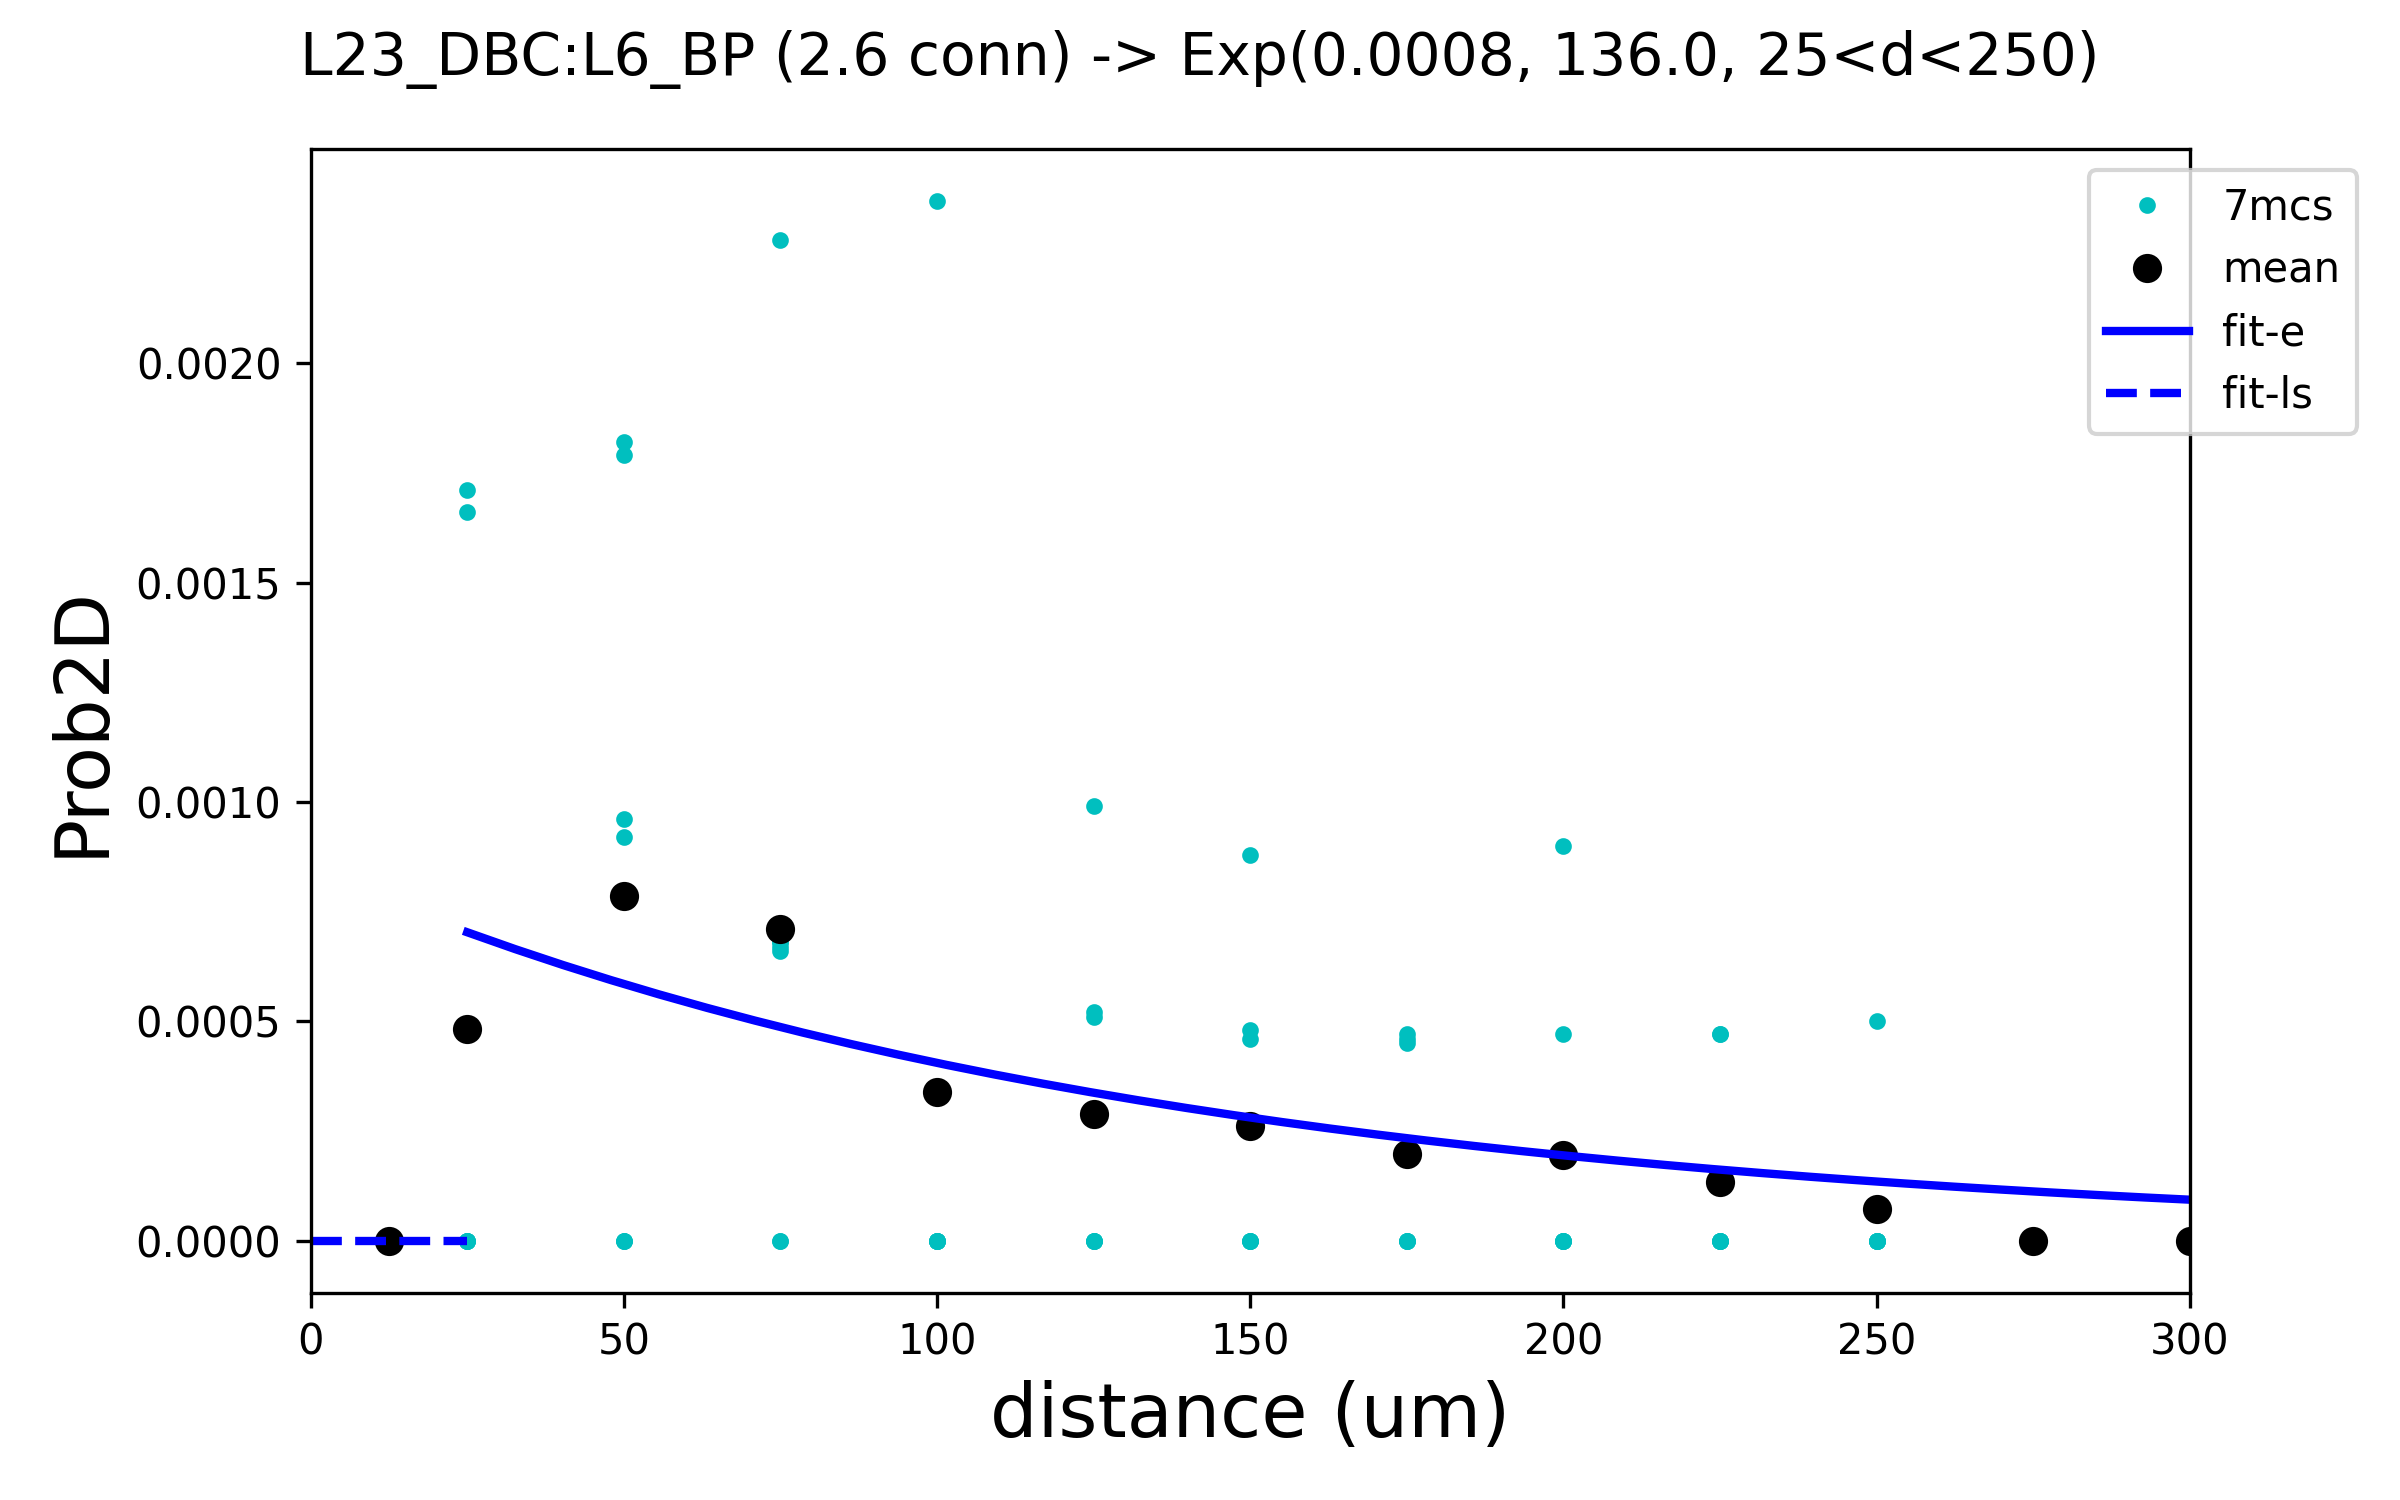 L23_DBC:L6_BP (2.6 conn) -> Exp(0.0008, 136.0, 25<d<250)
7mcs
mean
fit-e
fit-ls
Prob2D
0.0020
0.0015
0.0010
0.0005
0.0000
0 50 100 150 200 250 300
distance (um)